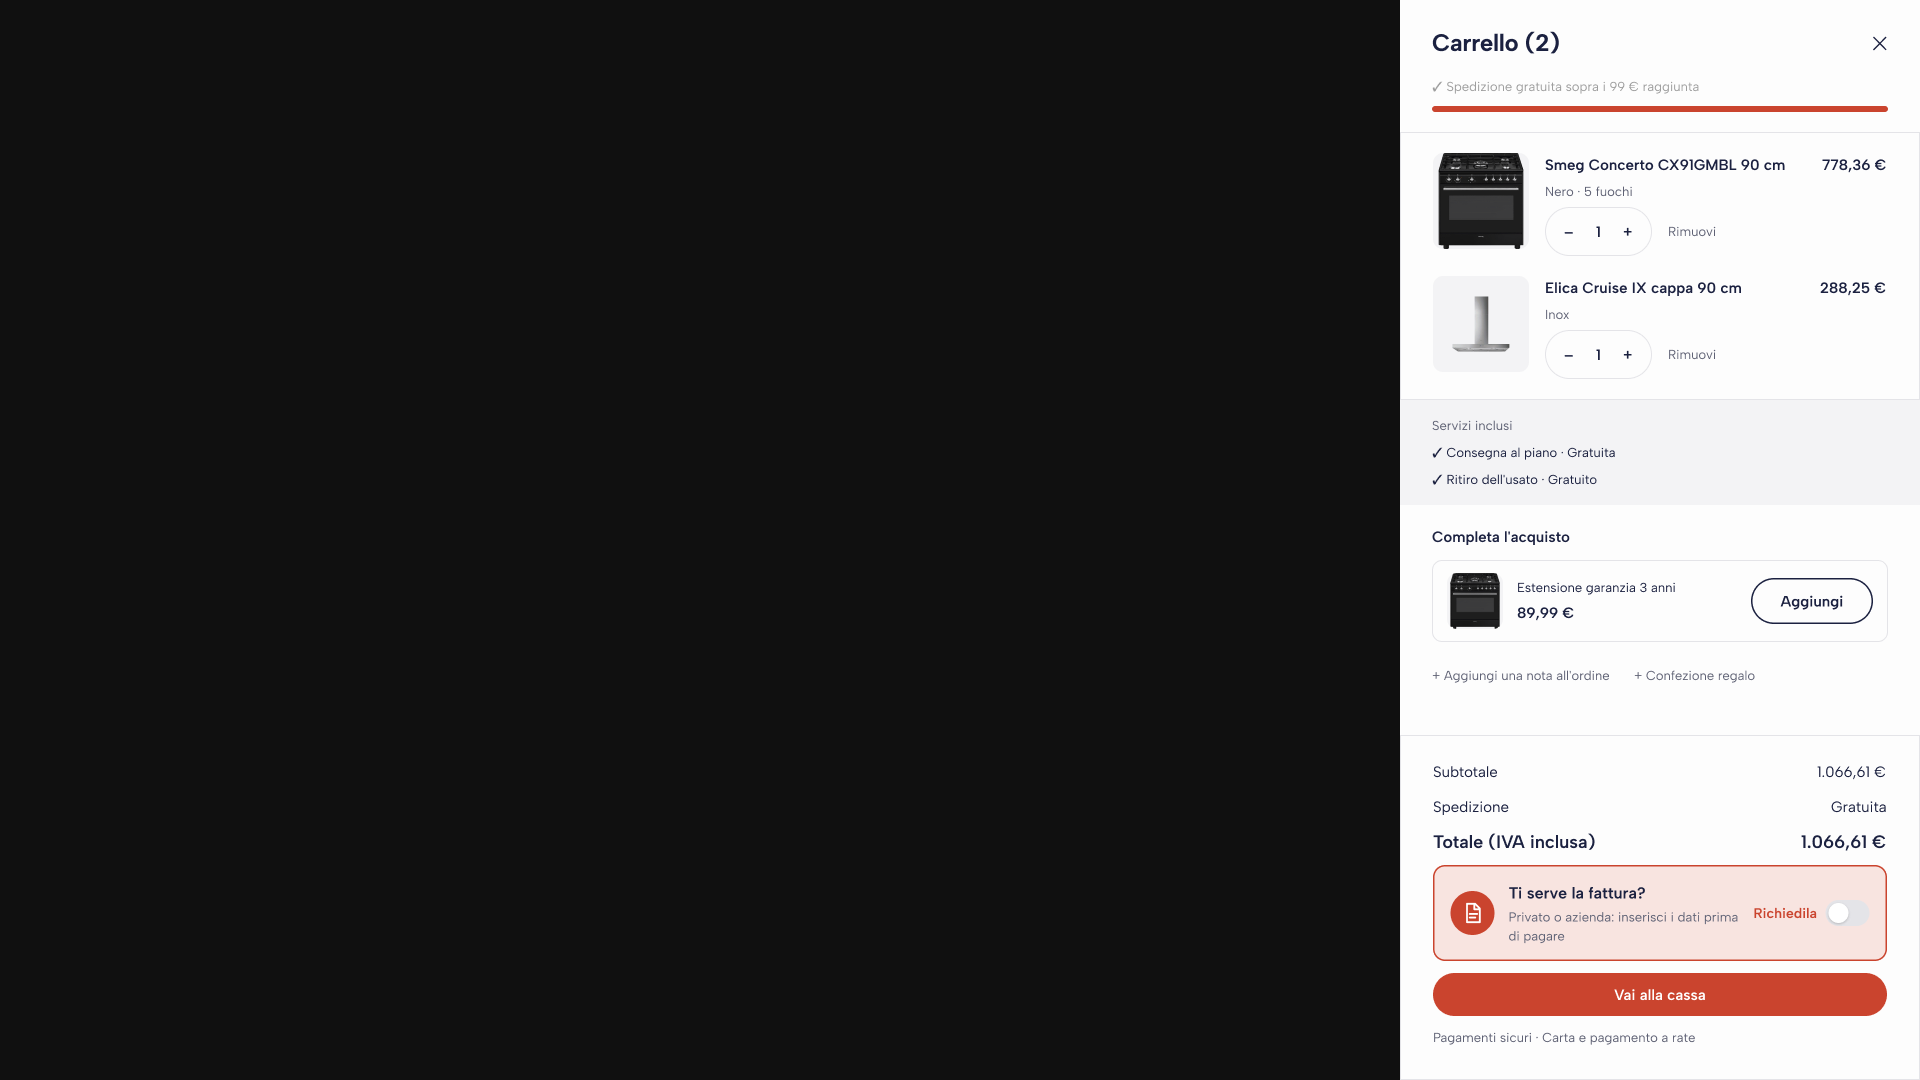 Carrello (2)
✓ Spedizione gratuita sopra i 99 € raggiunta
Smeg Concerto CX91GMBL 90 cm 778,36 €
Nero · 5 fuochi
– 1 + Rimuovi
Elica Cruise IX cappa 90 cm 288,25 €
Inox
– 1 + Rimuovi
Servizi inclusi
✓ Consegna al piano · Gratuita
✓ Ritiro dell'usato · Gratuito
Completa l'acquisto
Estensione garanzia 3 anni
89,99 €
Aggiungi
+ Aggiungi una nota all'ordine + Confezione regalo
Subtotale 1.066,61 €
Spedizione Gratuita
Totale (IVA inclusa) 1.066,61 €
Ti serve la fattura?
Privato o azienda: inserisci i dati prima
di pagare
Richiedila
Vai alla cassa
Pagamenti sicuri · Carta e pagamento a rate